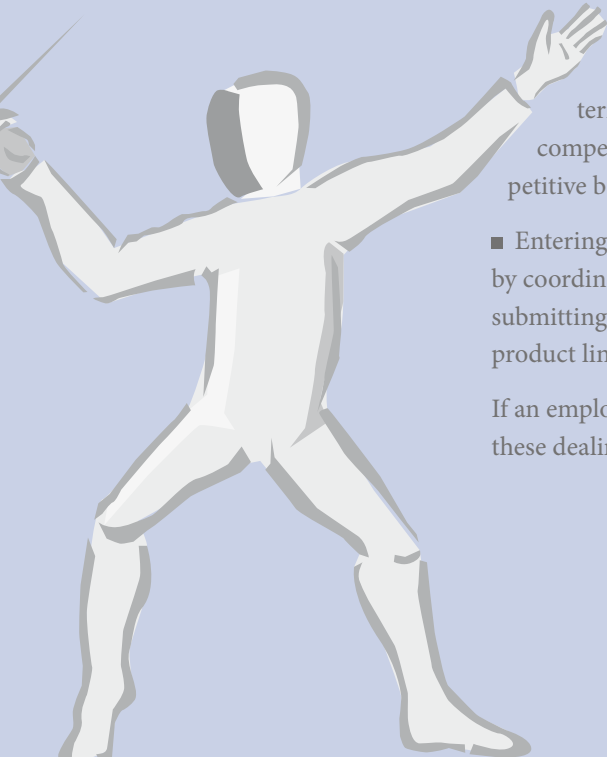 ter
compe
petitive b
■ Entering
by coordin
submitting
product lin
If an emplo
these dealin